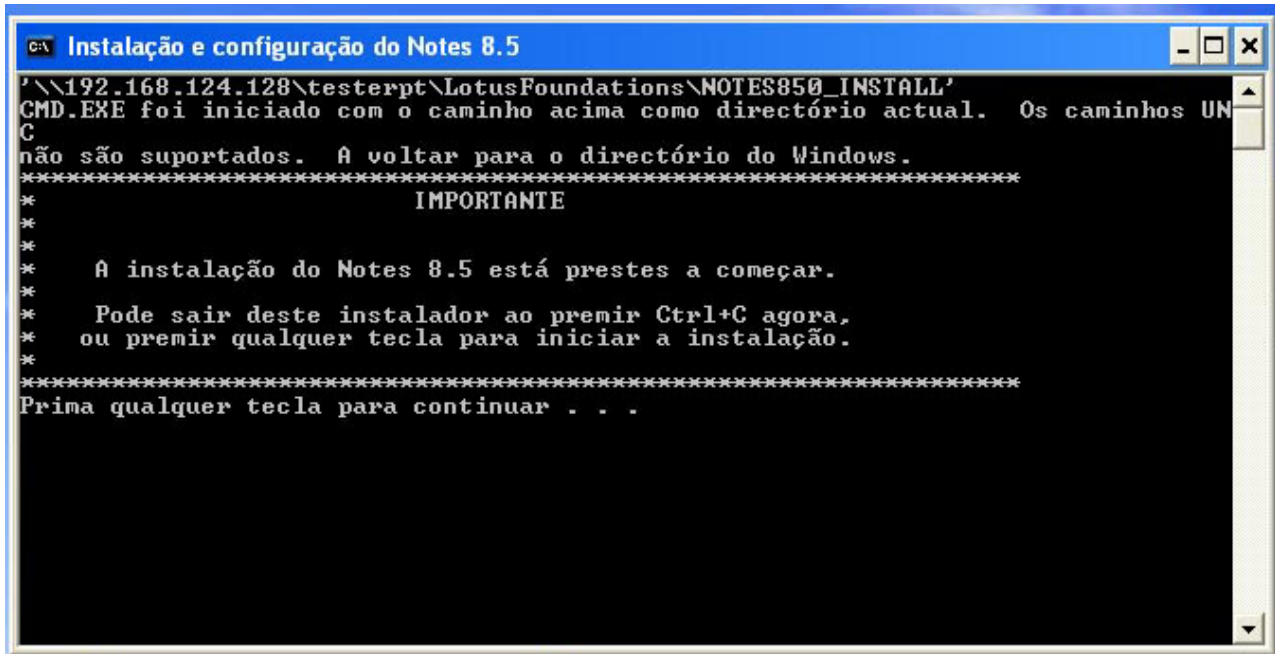 Instalação e configuração do Notes 8.5
'\\192.168.124.128\testerpt\LotusFoundations\NOTES850_INSTALL'
CMD.EXE foi iniciado com o caminho acima como directório actual.  Os caminhos UN
C
não são suportados.  A voltar para o directório do Windows.
*******************************************************************
*                         IMPORTANTE
*
*
*    A instalação do Notes 8.5 está prestes a começar.
*
*    Pode sair deste instalador ao premir Ctrl+C agora,
*   ou premir qualquer tecla para iniciar a instalação.
*
*******************************************************************
Prima qualquer tecla para continuar . . .